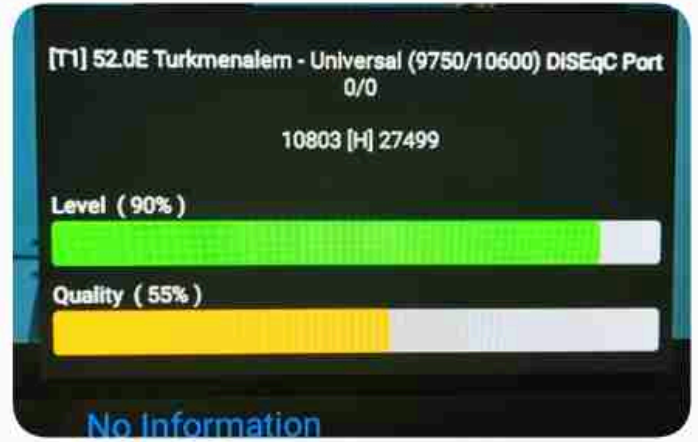 [T1] 52.0E Turkmenalem - Universal (9750/10600) DiSEqC Port
0/0
10803 [H] 27499
Level ( 90% )
Quality ( 55% )
No Information